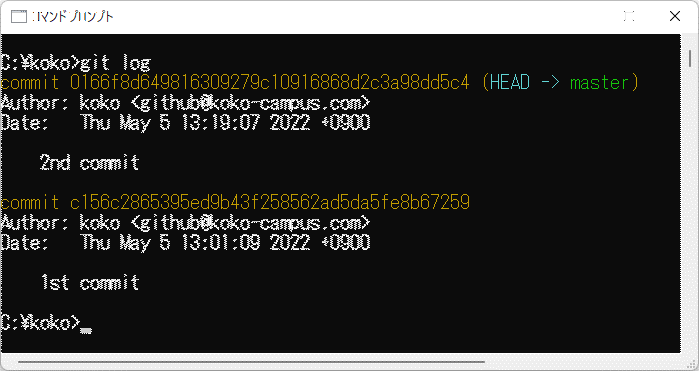 コマンド プロンプト
C:¥koko>git log
commit 0166f8d649816309279c10916868d2c3a98dd5c4 (HEAD -> master)
Author: koko <github@koko-campus.com>
Date:   Thu May 5 13:19:07 2022 +0900
2nd commit
commit c156c2865395ed9b43f258562ad5da5fe8b67259
Author: koko <github@koko-campus.com>
Date:   Thu May 5 13:01:09 2022 +0900
1st commit
C:¥koko>_